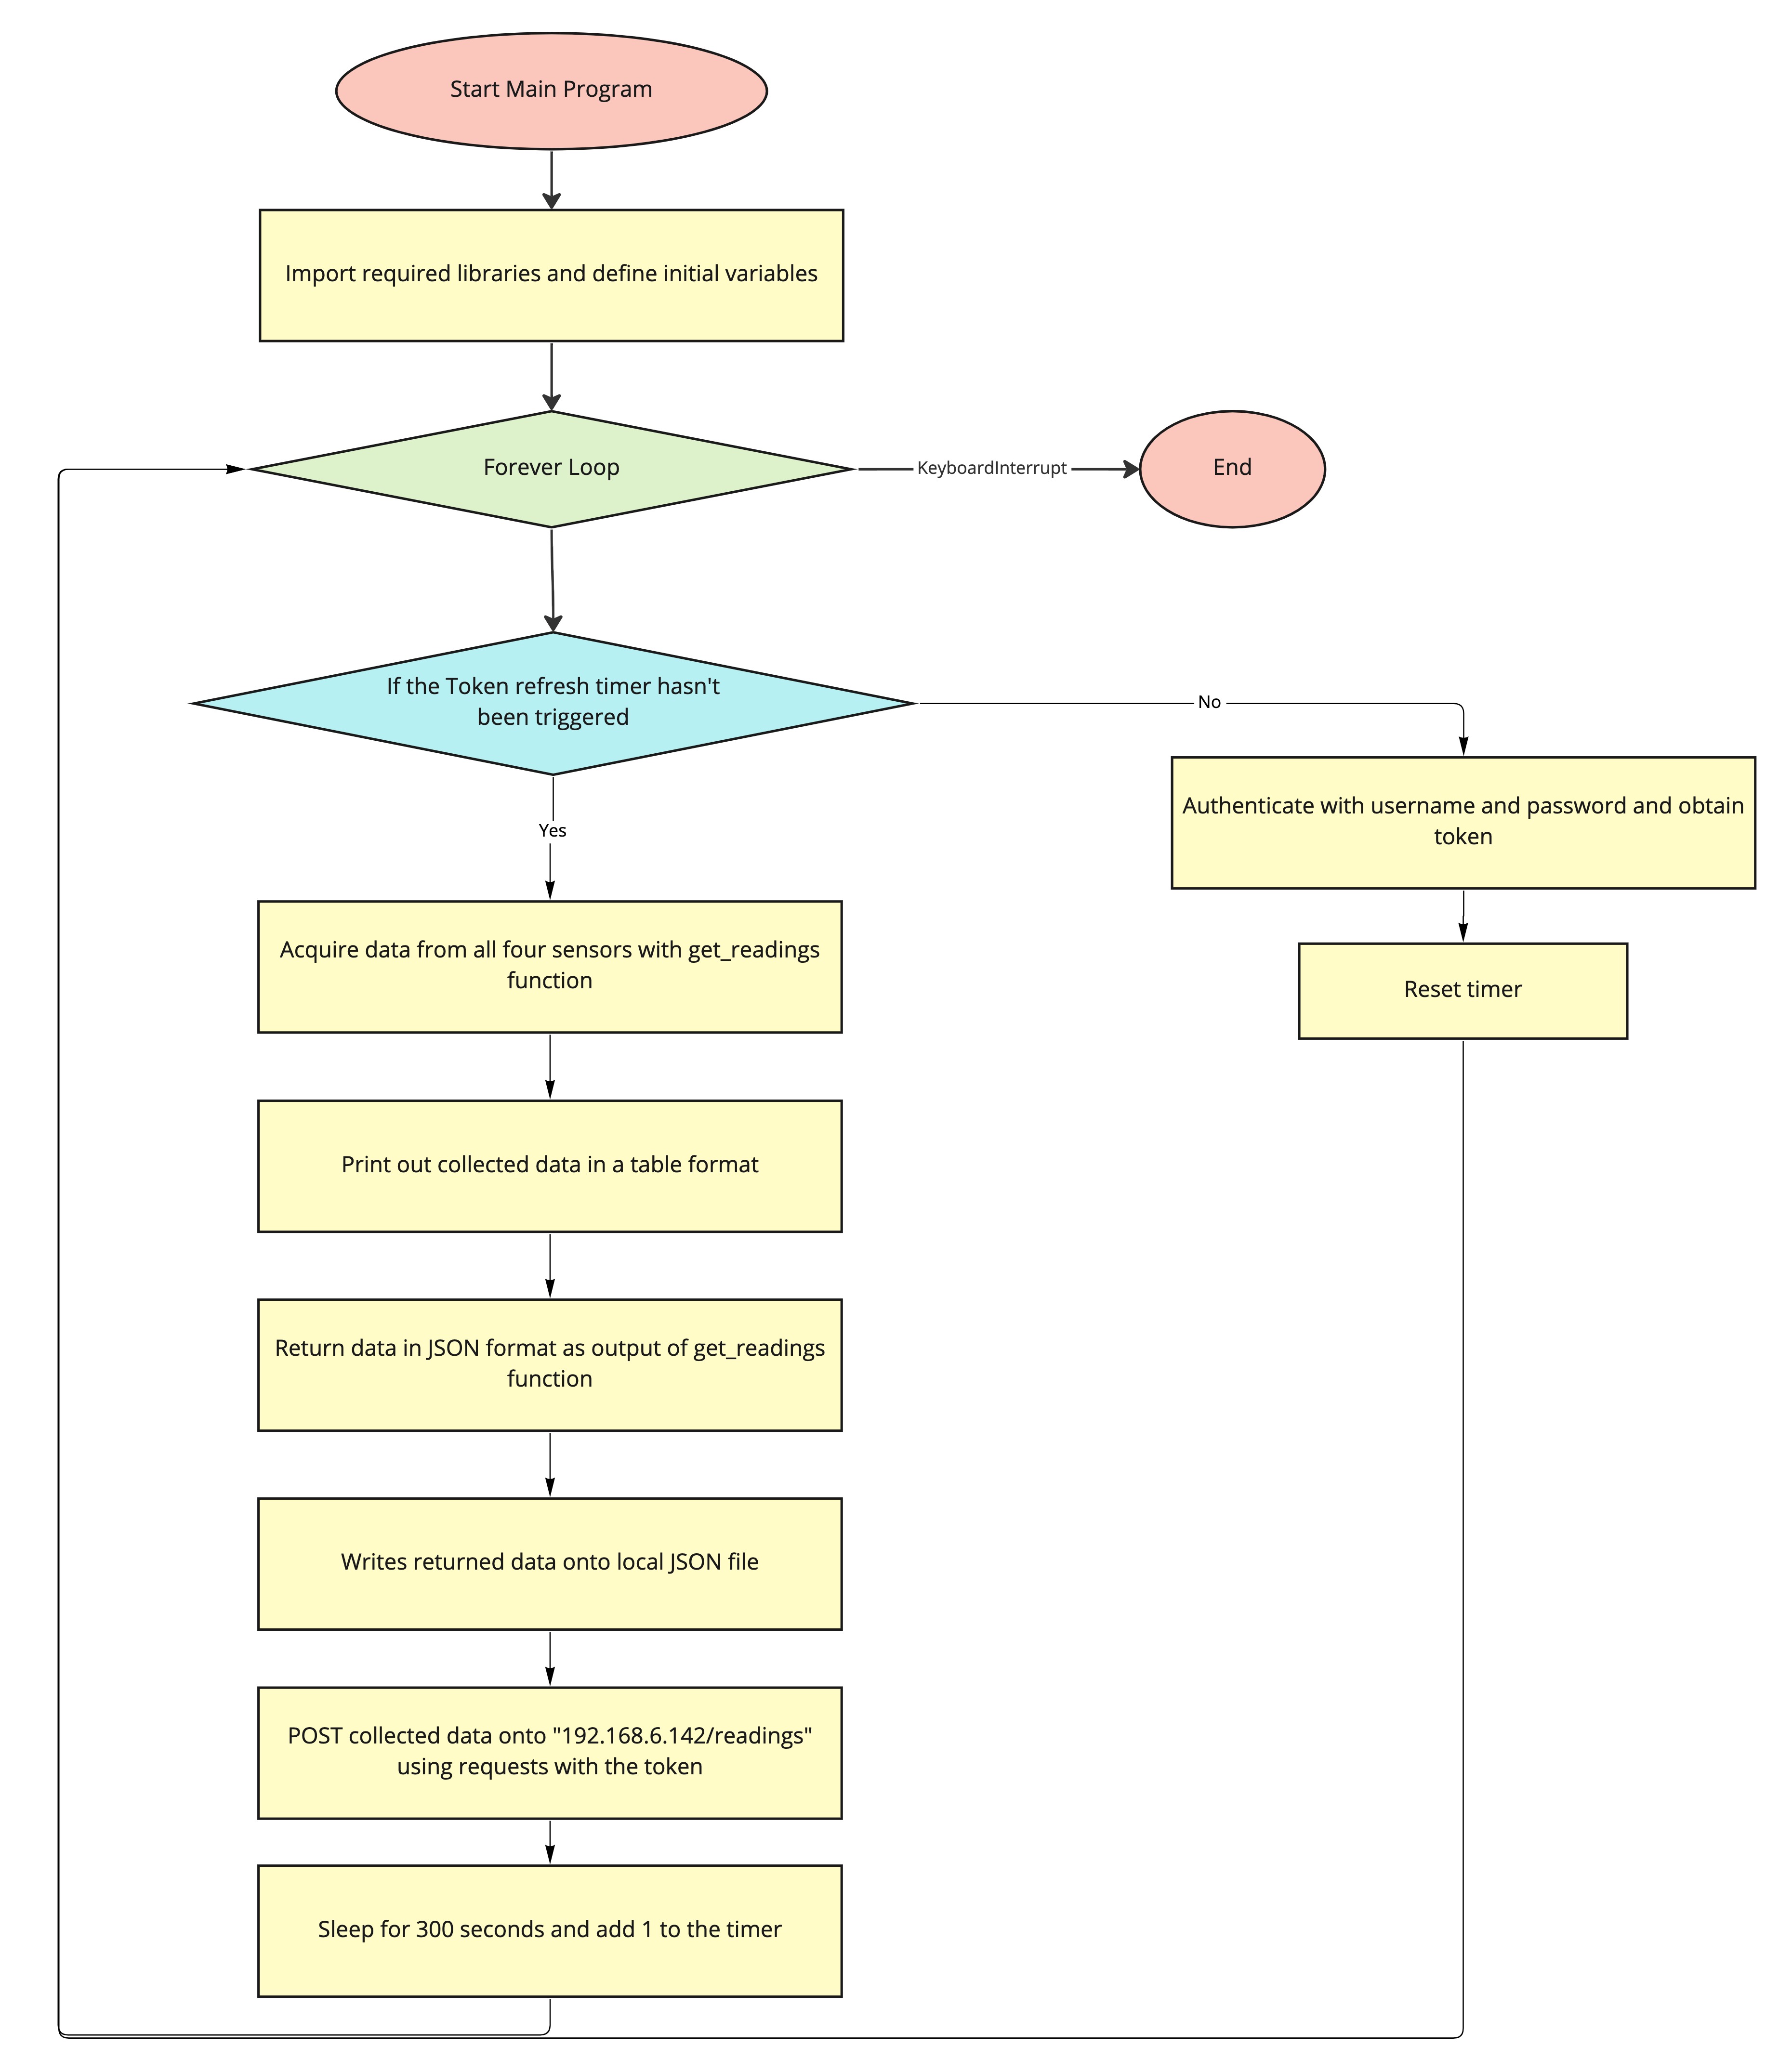 Start Main Program
Import required libraries and define initial variables
Forever Loop
KeyboardInterrupt
End
If the Token refresh timer hasn't
been triggered
No
Yes
Authenticate with username and password and obtain
token
Reset timer
Acquire data from all four sensors with get_readings
function
Print out collected data in a table format
Return data in JSON format as output of get_readings
function
Writes returned data onto local JSON file
POST collected data onto "192.168.6.142/readings"
using requests with the token
Sleep for 300 seconds and add 1 to the timer